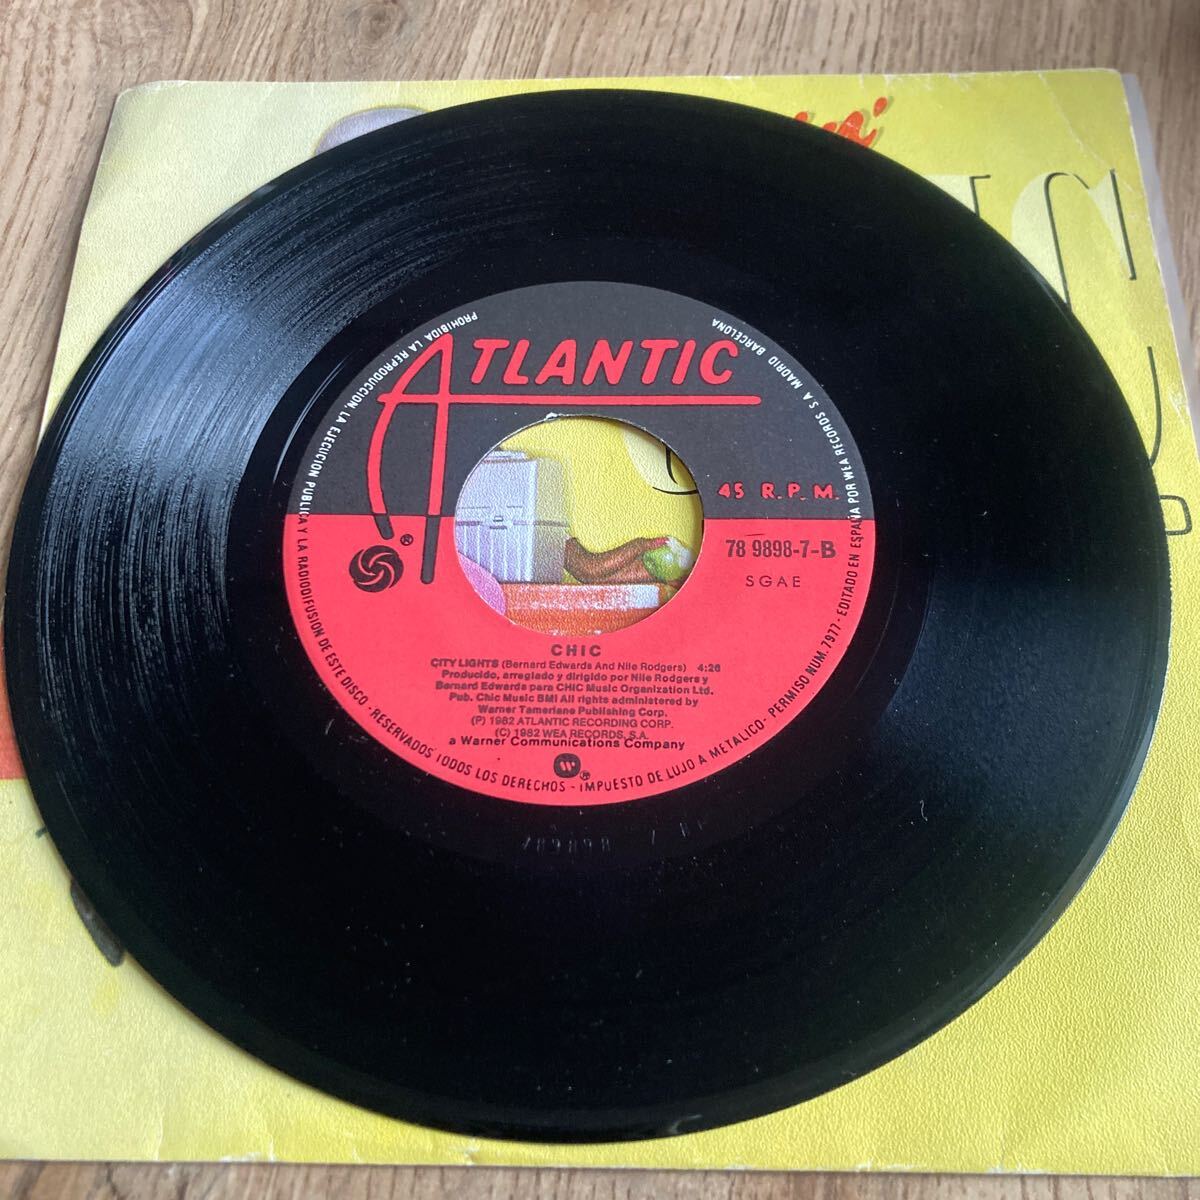 ATLANTIC
45 R.P.M.
78 9898-7-B
SGAE
®
CHIC
CITY LIGHTS (Bernard Edwards And Nile Rodgers) 4:26
Producido, arreglado y dirigido por Nile Rodgers y
Bernard Edwards para CHIC Music Organization Ltd.
Pub. Chic Music BMI All rights administered by
Warner Tamerlane Publishing Corp.
(P) 1982 ATLANTIC RECORDING CORP.
(C) 1982 WEA RECORDS, S.A.
a Warner Communications Company
®
PROHIBIDA LA REPRODUCCION, LA EJECUCION PUBLICA Y LA RADIODIFUSION DE ESTE DISCO - RESERVADOS TODOS LOS DERECHOS - IMPUESTO DE LUJO A METALICO - PERMISO NUM. 7977 - EDITADO EN ESPAÑA POR WEA RECORDS S.A. MADRID BARCELONA
789898